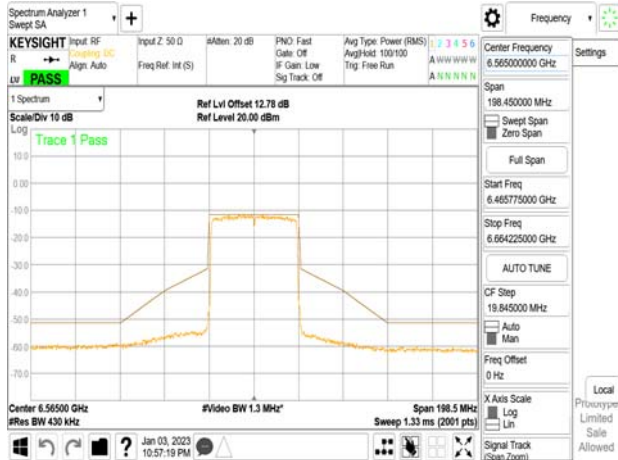 Spectrum Analyzer 1
Swept SA
KEYSIGHT
R
LXI
PASS
Input: RF
Coupling: DC
Align: Auto
Input Z: 50 Ω
Freq Ref: Int (S)
#Atten: 20 dB
PNO: Fast
Gate: Off
IF Gain: Low
Sig Track: Off
Avg Type: Power (RMS)
Avg|Hold: 100/100
Trig: Free Run
1 2 3 4 5 6
A W W W W W
A N N N N N
1 Spectrum
Scale/Div 10 dB
Ref Lvl Offset 12.78 dB
Ref Level 20.00 dBm
Log
Trace 1 Pass
10.0
0.00
-10.0
-20.0
-30.0
-40.0
-50.0
-60.0
-70.0
Center 6.56500 GHz
#Res BW 430 kHz
#Video BW 1.3 MHz*
Span 198.5 MHz
Sweep 1.33 ms (2001 pts)
?
Jan 03, 2023
10:57:19 PM
Frequency
Settings
Center Frequency
6.565000000 GHz
Span
198.450000 MHz
Swept Span
Zero Span
Full Span
Start Freq
6.465775000 GHz
Stop Freq
6.664225000 GHz
AUTO TUNE
CF Step
19.845000 MHz
Auto
Man
Freq Offset
0 Hz
X Axis Scale
Log
Lin
Signal Track
(Span Zoom)
Local
Prototype
Limited
Sale
Allowed